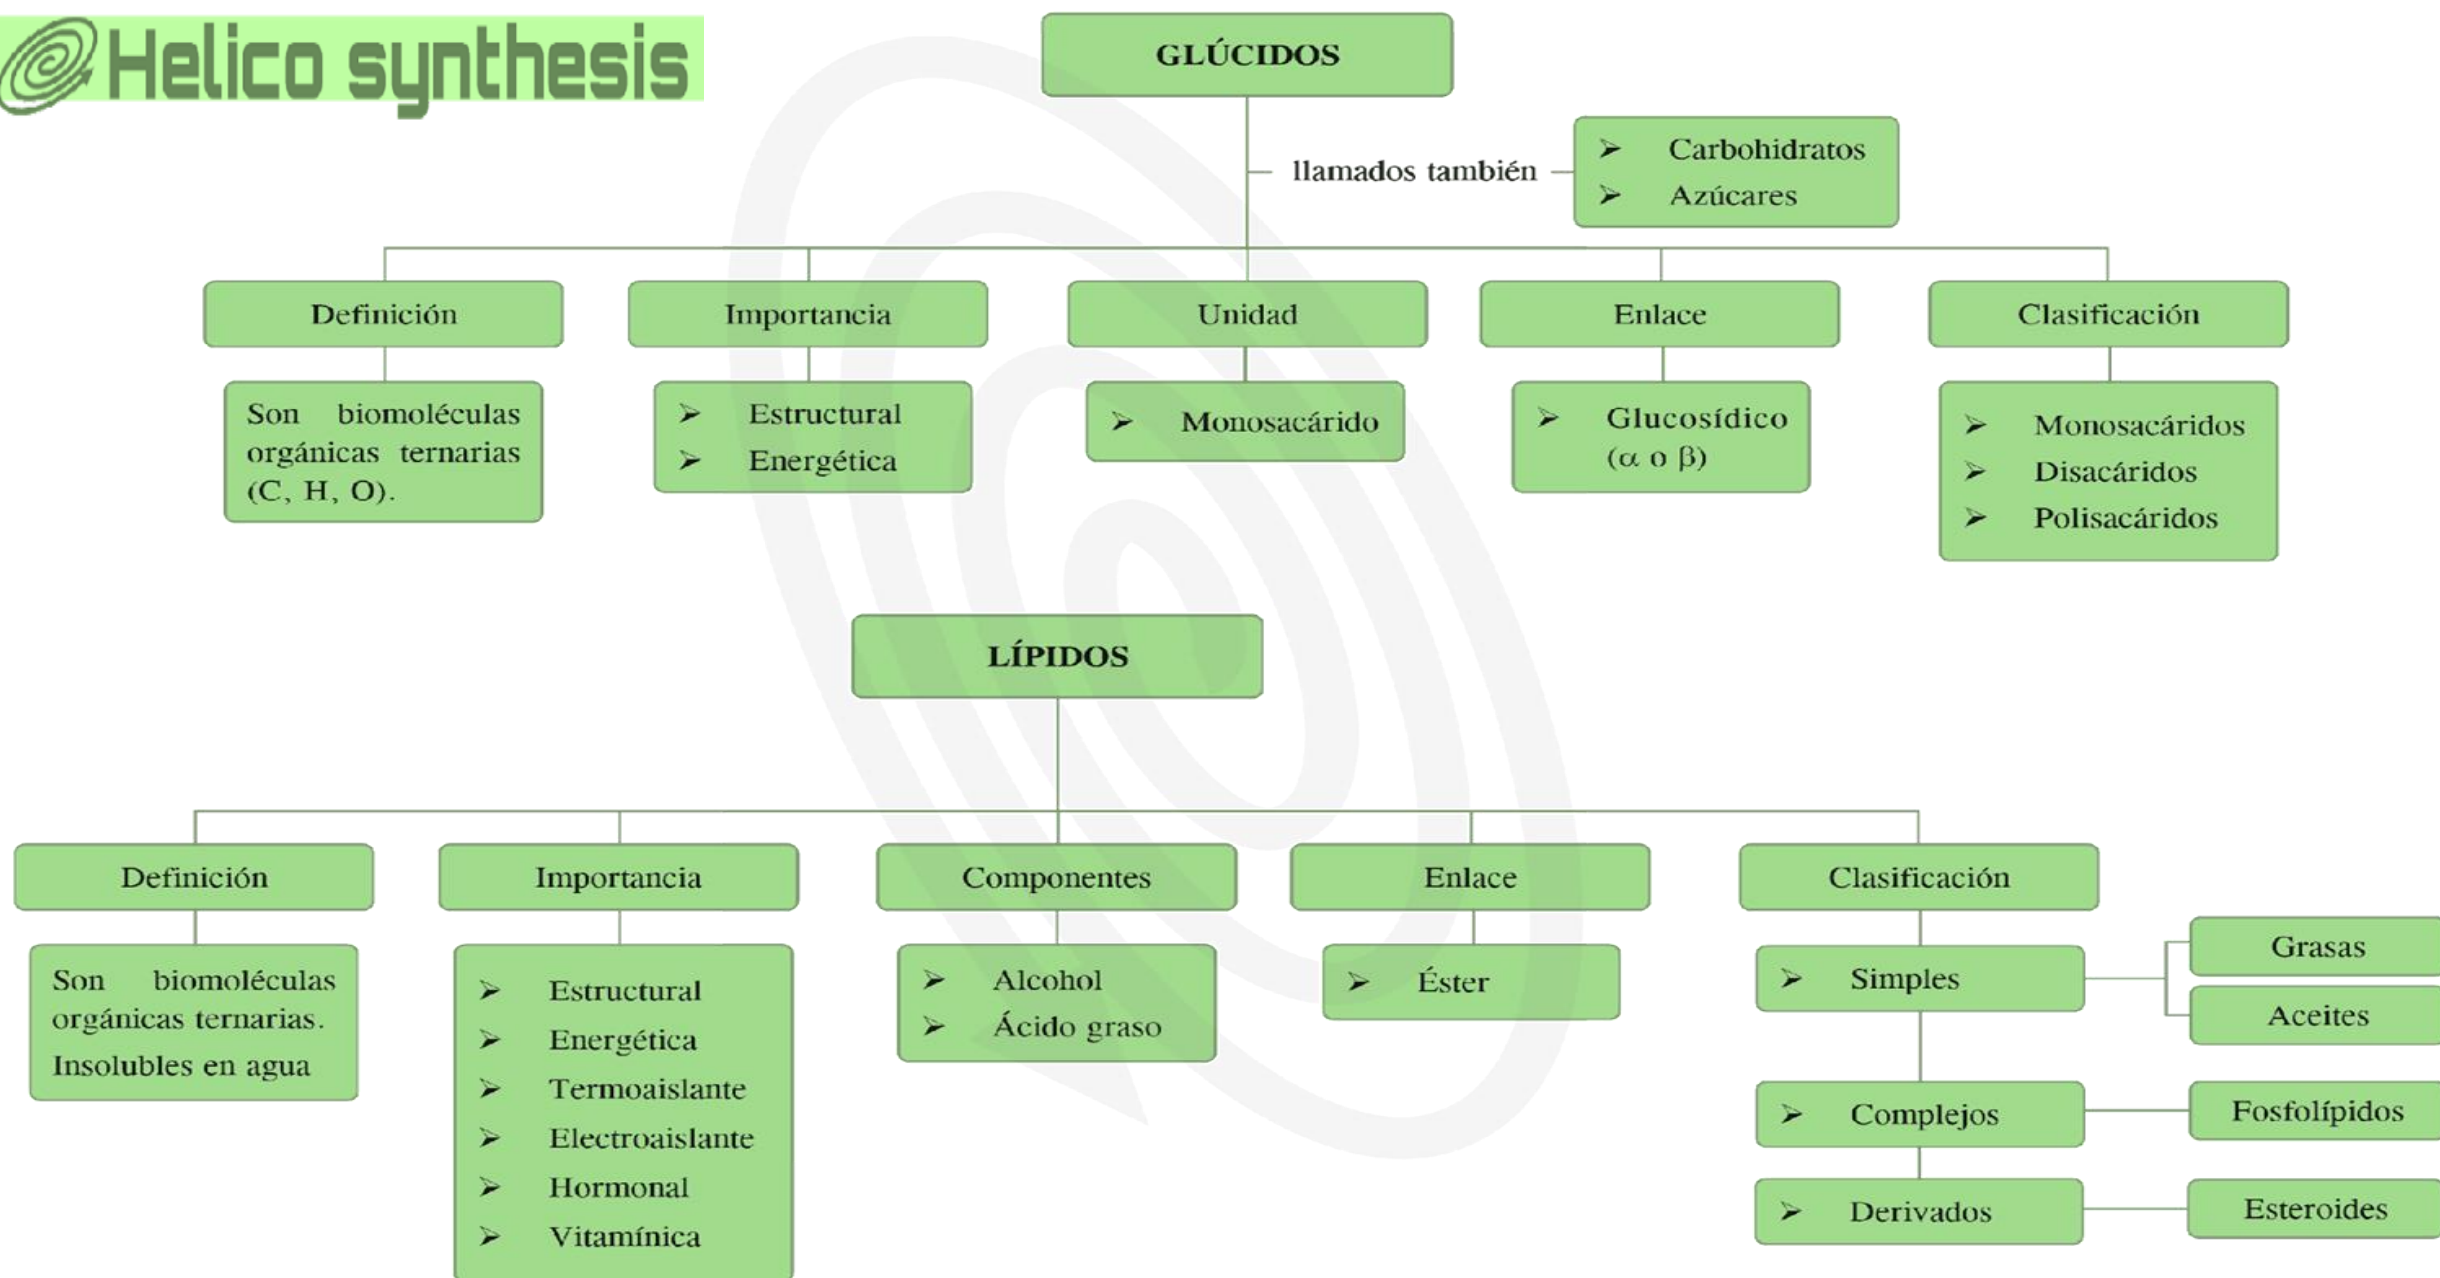 Helico synthesis
GLÚCIDOS
llamados también
➢ Carbohidratos
➢ Azúcares
Definición
Son biomoléculas
orgánicas ternarias
(C, H, O).
Importancia
➢ Estructural
➢ Energética
Unidad
➢ Monosacárido
Enlace
➢ Glucosídico
(α o β)
Clasificación
➢ Monosacáridos
➢ Disacáridos
➢ Polisacáridos
LÍPIDOS
Definición
Son biomoléculas
orgánicas ternarias.
Insolubles en agua
Importancia
➢ Estructural
➢ Energética
➢ Termoaislante
➢ Electroaislante
➢ Hormonal
➢ Vitamínica
Componentes
➢ Alcohol
➢ Ácido graso
Enlace
➢ Éster
Clasificación
➢ Simples
Grasas
Aceites
➢ Complejos
Fosfolípidos
➢ Derivados
Esteroides